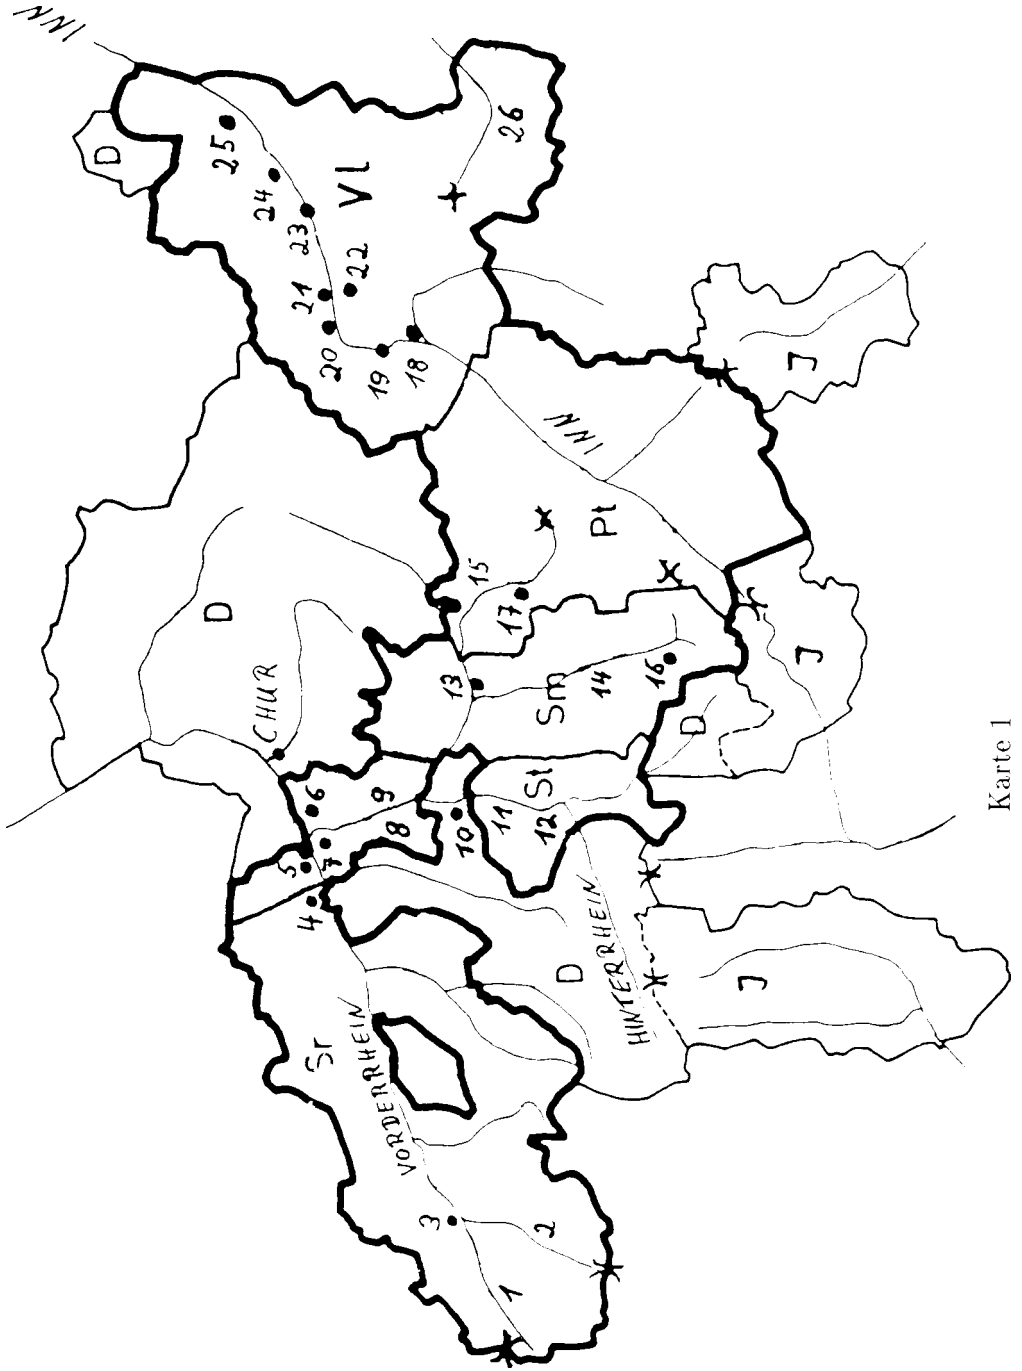 INN
D
25
24
23
Vl
26
21
22
20
19
18
INN
J
D
CHUR
15
Pt
17
13
14
16
Sm
J
D
6
9
5
7
8
10
St
11
12
4
Sr
VORDERRHEIN
D
HINTERRHEIN
J
3
2
1
Karte 1